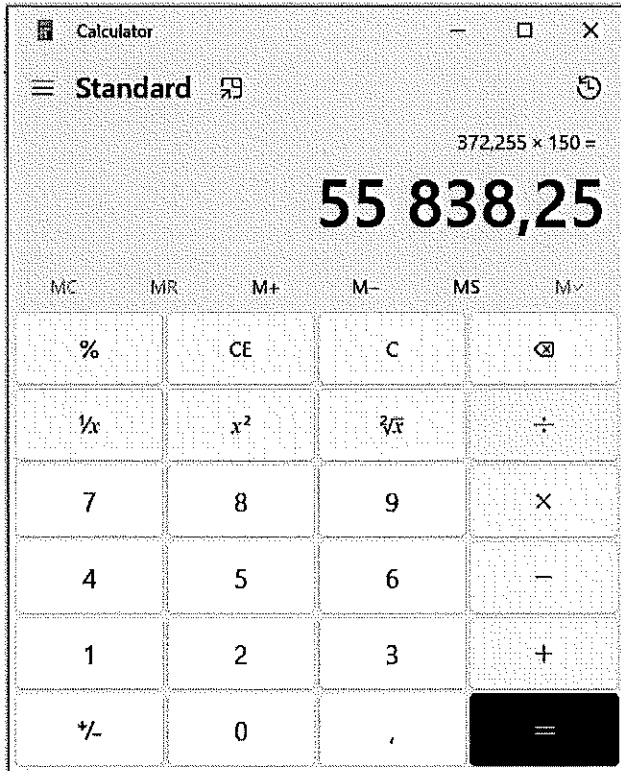 Calculator
Standard
372,255 × 150 =
55 838,25
MC MR M+ M− MS M˅
% CE C ⌫
¹/x x² ²√x ÷
7 8 9 ×
4 5 6 −
1 2 3 +
+/− 0 , =